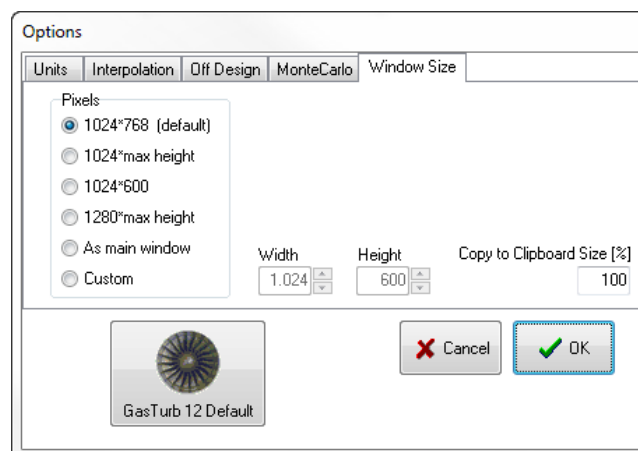 Options
Units Interpolation Off Design MonteCarlo Window Size
Pixels
1024*768 (default)
1024*max height
1024*600
1280*max height
As main window
Custom
Width Height Copy to Clipboard Size [%]
1.024 600 100
Cancel OK
GasTurb 12 Default